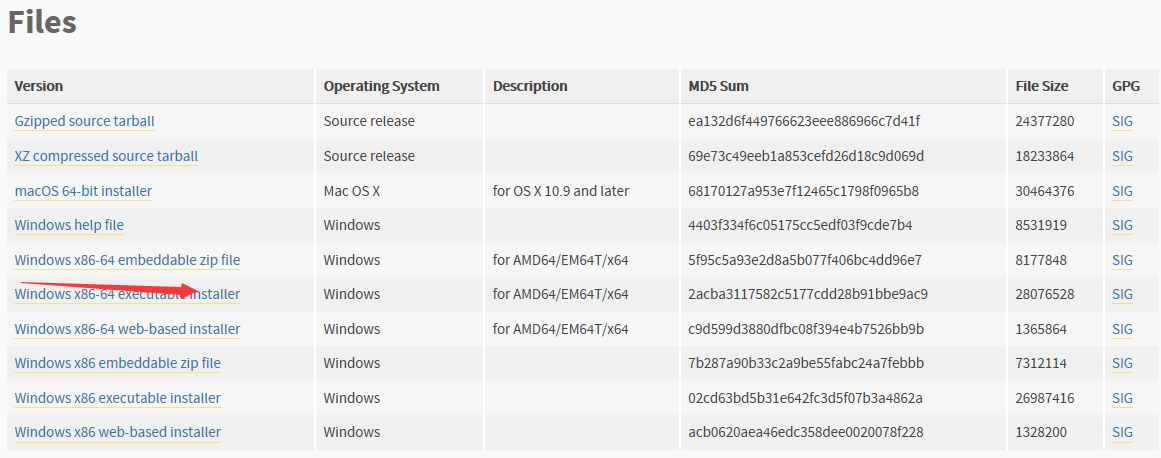 Files
Version Operating System Description MD5 Sum File Size GPG
Gzipped source tarball Source release ea132d6f449766623eee886966c7d41f 24377280 SIG
XZ compressed source tarball Source release 69e73c49eeb1a853cefd26d18c9d069d 18233864 SIG
macOS 64-bit installer Mac OS X for OS X 10.9 and later 68170127a953e7f12465c1798f0965b8 30464376 SIG
Windows help file Windows 4403f334f6c05175cc5edf03f9cde7b4 8531919 SIG
Windows x86-64 embeddable zip file Windows for AMD64/EM64T/x64 5f95c5a93e2d8a5b077f406bc4dd96e7 8177848 SIG
Windows x86-64 executable installer Windows for AMD64/EM64T/x64 2acba3117582c5177cdd28b91bbe9ac9 28076528 SIG
Windows x86-64 web-based installer Windows for AMD64/EM64T/x64 c9d599d3880dfbc08f394e4b7526bb9b 1365864 SIG
Windows x86 embeddable zip file Windows 7b287a90b33c2a9be55fabc24a7febbb 7312114 SIG
Windows x86 executable installer Windows 02cd63bd5b31e642fc3d5f07b3a4862a 26987416 SIG
Windows x86 web-based installer Windows acb0620aea46edc358dee0020078f228 1328200 SIG